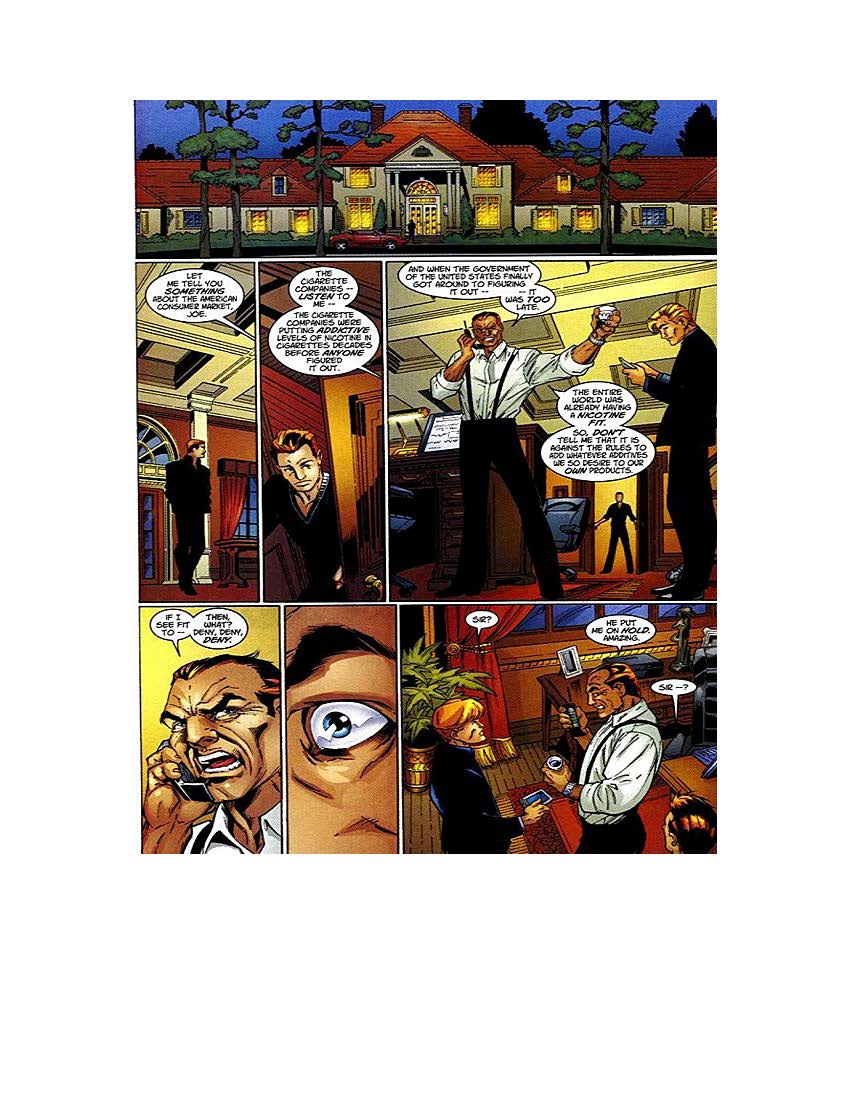 LET
ME TELL YOU
SOMETHING
ABOUT THE AMERICAN
CONSUMER MARKET,
JOE.
THE
CIGARETTE
COMPANIES --
LISTEN TO
ME --
THE CIGARETTE
COMPANIES WERE
PUTTING ADDICTIVE
LEVELS OF NICOTINE IN
CIGARETTES DECADES
BEFORE ANYONE
FIGURED
IT OUT.
AND WHEN THE GOVERNMENT
OF THE UNITED STATES FINALLY
GOT AROUND TO FIGURING
IT OUT --
-- IT
WAS TOO
LATE.
THE ENTIRE
WORLD WAS
ALREADY HAVING
A NICOTINE
FIT.
SO, DON'T
TELL ME THAT IT IS
AGAINST THE RULES TO
ADD WHATEVER ADDITIVES
WE SO DESIRE TO OUR
OWN PRODUCTS.
IF I
SEE FIT
TO --
THEN,
WHAT?
DENY, DENY,
DENY.
SIR?
HE PUT
ME ON HOLD.
AMAZING.
SIR --?